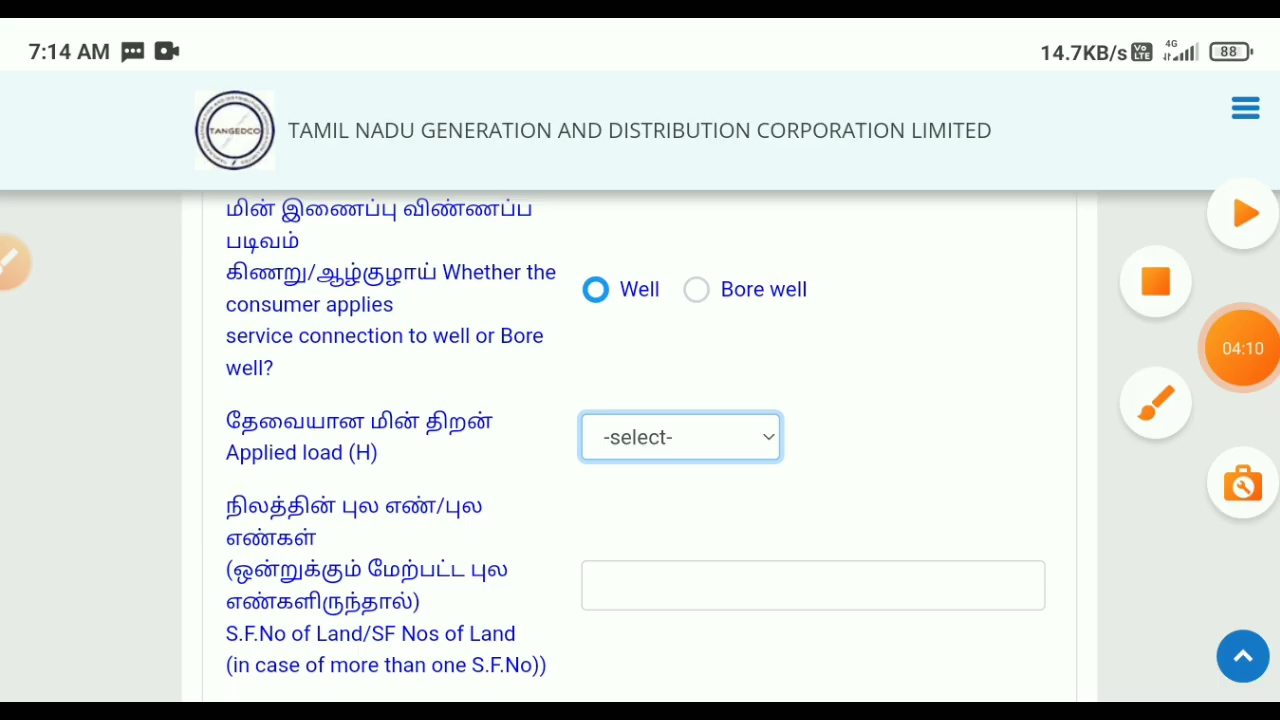 7:14 AM
14.7KB/s Vo LTE 4G 88
TANGEDCO
TAMIL NADU GENERATION AND DISTRIBUTION CORPORATION LIMITED
மின் இணைப்பு விண்ணப்ப
படிவம்
கிணறு/ஆழ்குழாய் Whether the
consumer applies
service connection to well or Bore
well?
Well
Bore well
தேவையான மின் திறன்
Applied load (H)
-select-
நிலத்தின் புல எண்/புல
எண்கள்
(ஒன்றுக்கும் மேற்பட்ட புல
எண்களிருந்தால்)
S.F.No of Land/SF Nos of Land
(in case of more than one S.F.No))
04:10